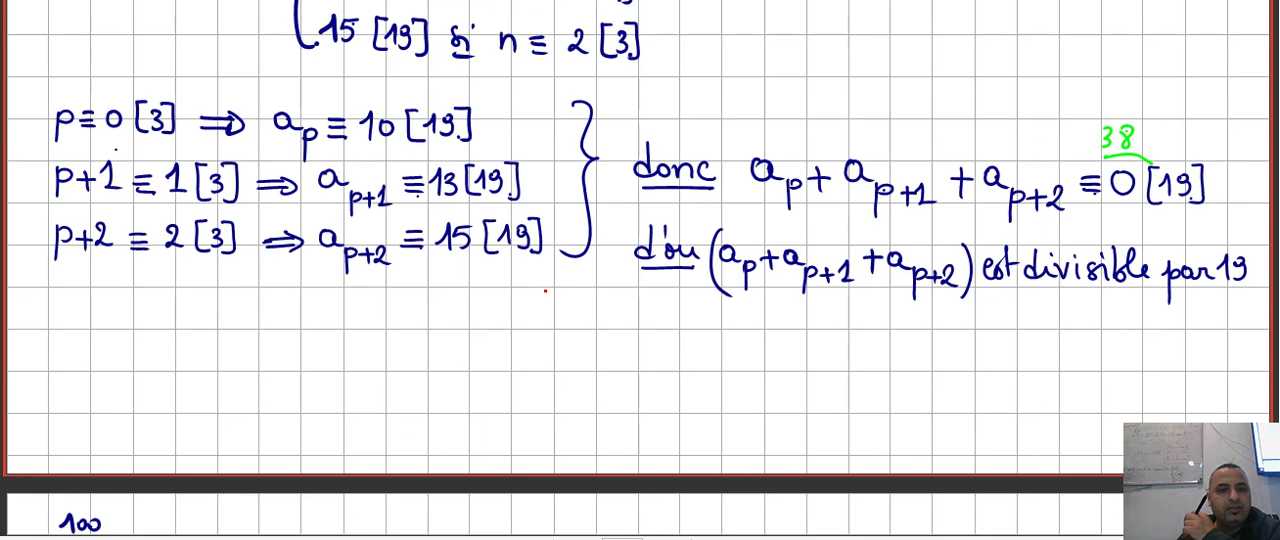 15 [19] si n ≡ 2 [3]
p ≡ 0 [3] ⟹ a_p ≡ 10 [19]
p+1 ≡ 1 [3] ⟹ a_{p+1} ≡ 13 [19]
p+2 ≡ 2 [3] ⟹ a_{p+2} ≡ 15 [19]
38
donc a_p + a_{p+1} + a_{p+2} ≡ 0 [19]
d'où (a_p + a_{p+1} + a_{p+2}) est divisible par 19
100